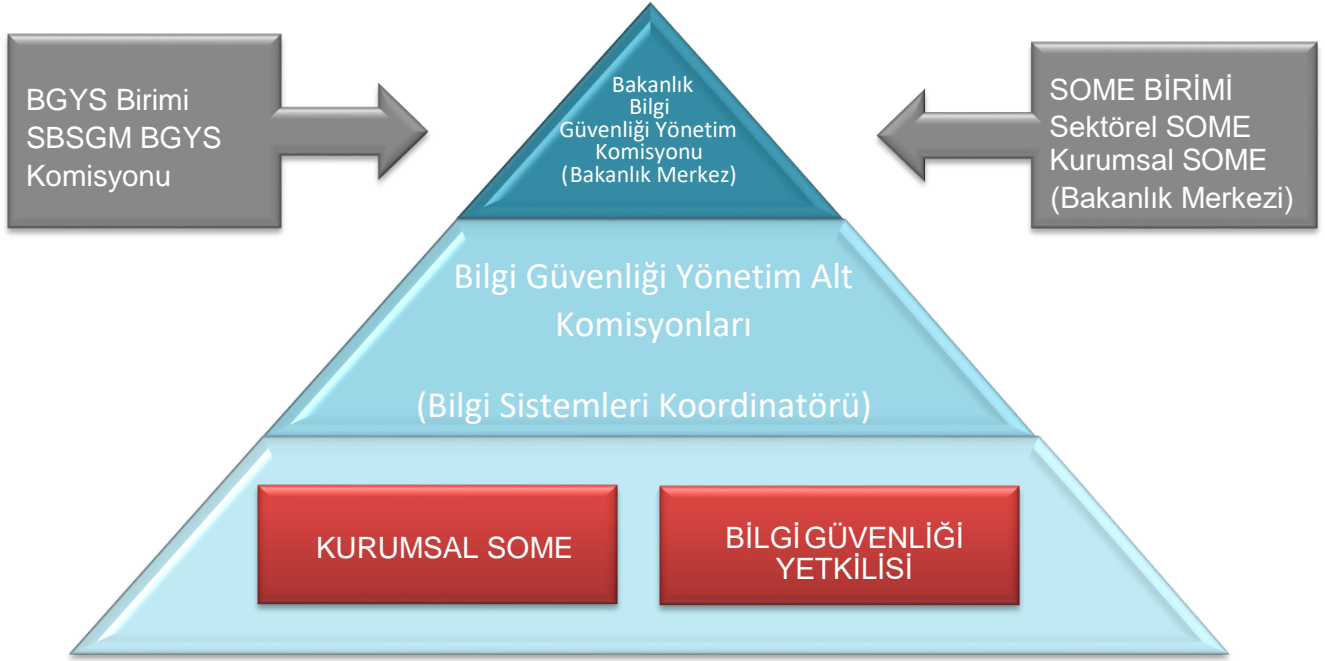 BGYS Birimi
SBSGM BGYS
Komisyonu
Bakanlık
Bilgi
Güvenliği Yönetim
Komisyonu
(Bakanlık Merkez)
SOME BİRİMİ
Sektörel SOME
Kurumsal SOME
(Bakanlık Merkezi)
Bilgi Güvenliği Yönetim Alt
Komisyonları
(Bilgi Sistemleri Koordinatörü)
KURUMSAL SOME
BİLGİ GÜVENLİĞİ
YETKİLİSİ